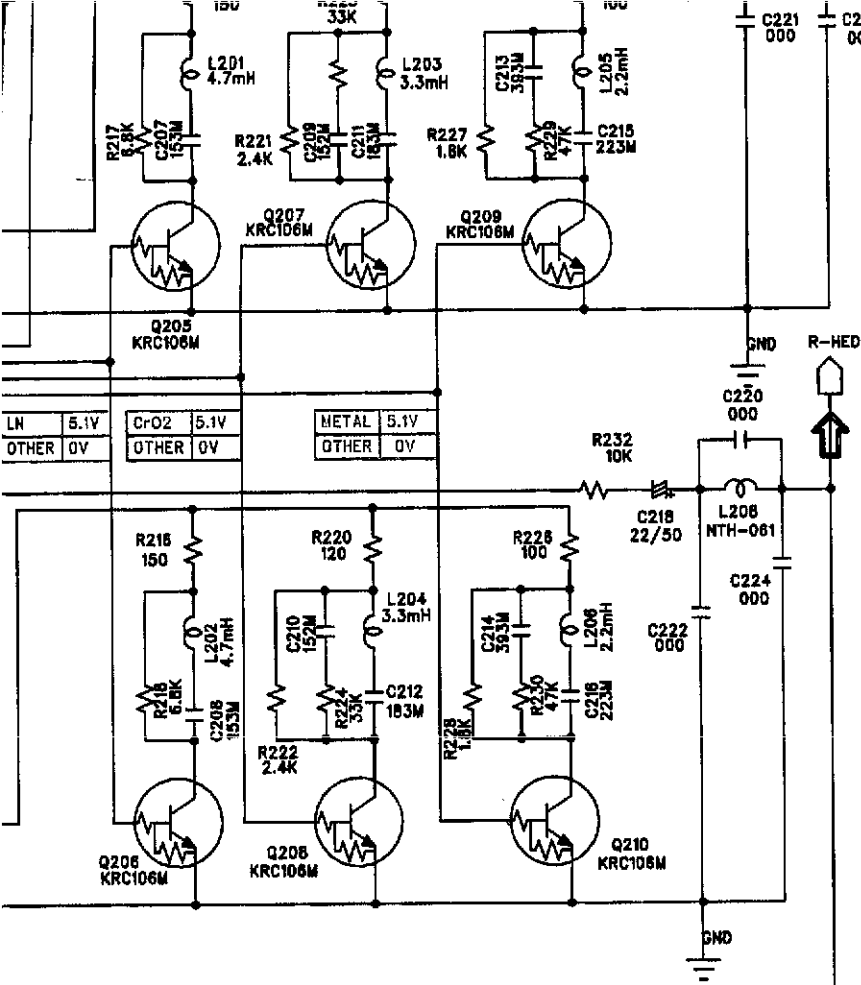 150
33K
100
C221
000
L201
4.7mH
L203
3.3mH
C213
393M
L205
2.2mH
R217
6.8K
C207
153M
R221
2.4K
C209
152M
C211
183M
R227
1.8K
R229
47K
C215
223M
Q207
KRC106M
Q209
KRC106M
Q205
KRC106M
GND
R-HED
LN 5.1V
OTHER 0V
CrO2 5.1V
OTHER 0V
METAL 5.1V
OTHER 0V
C220
000
R232
10K
C218
22/50
L208
NTH-061
R216
150
R220
120
R226
100
C224
000
L202
4.7mH
C210
152M
L204
3.3mH
C214
393M
L206
2.2mH
C222
000
R218
6.8K
C208
153M
R222
2.4K
R224
33K
C212
183M
R228
1.8K
R230
47K
C216
223M
Q206
KRC106M
Q208
KRC106M
Q210
KRC106M
GND